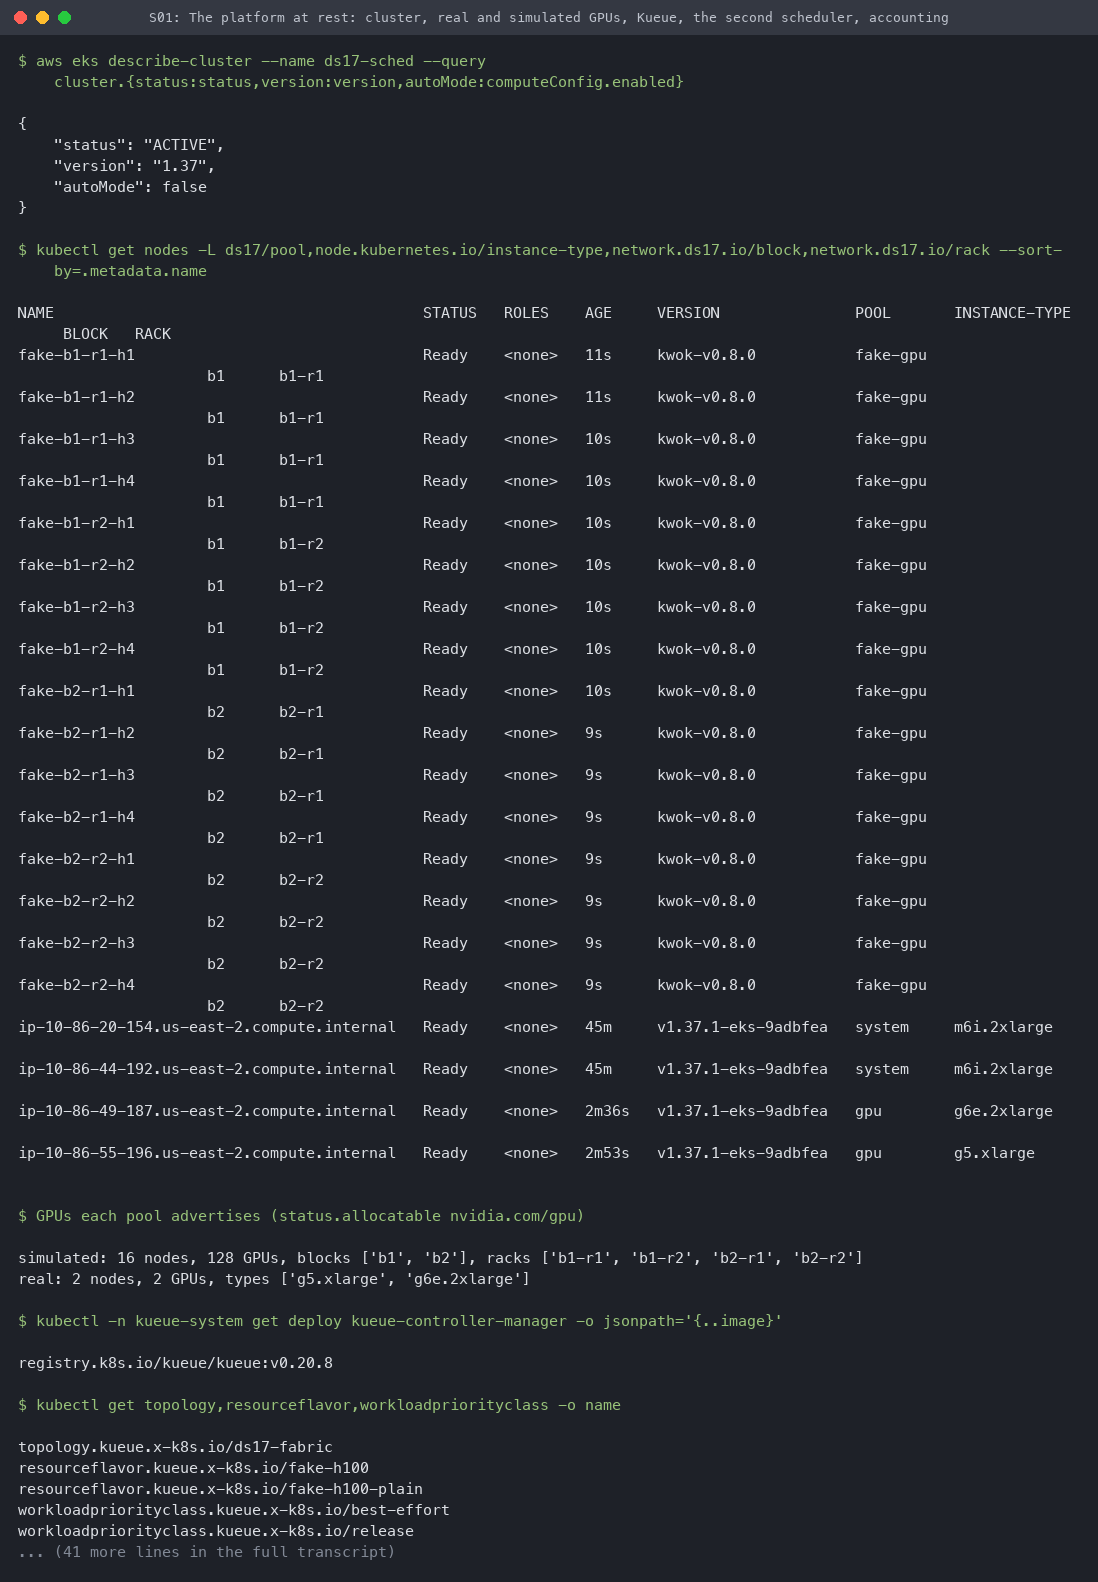 S01: The platform at rest: cluster, real and simulated GPUs, Kueue, the second scheduler, accounting
$ aws eks describe-cluster --name ds17-sched --query
cluster.{status:status,version:version,autoMode:computeConfig.enabled}
{
"status": "ACTIVE",
"version": "1.37",
"autoMode": false
}
$ kubectl get nodes -L ds17/pool,node.kubernetes.io/instance-type,network.ds17.io/block,network.ds17.io/rack --sort-
by=.metadata.name
NAME STATUS ROLES AGE VERSION POOL INSTANCE-TYPE
BLOCK RACK
fake-b1-r1-h1 Ready <none> 11s kwok-v0.8.0 fake-gpu
b1 b1-r1
fake-b1-r1-h2 Ready <none> 11s kwok-v0.8.0 fake-gpu
b1 b1-r1
fake-b1-r1-h3 Ready <none> 10s kwok-v0.8.0 fake-gpu
b1 b1-r1
fake-b1-r1-h4 Ready <none> 10s kwok-v0.8.0 fake-gpu
b1 b1-r1
fake-b1-r2-h1 Ready <none> 10s kwok-v0.8.0 fake-gpu
b1 b1-r2
fake-b1-r2-h2 Ready <none> 10s kwok-v0.8.0 fake-gpu
b1 b1-r2
fake-b1-r2-h3 Ready <none> 10s kwok-v0.8.0 fake-gpu
b1 b1-r2
fake-b1-r2-h4 Ready <none> 10s kwok-v0.8.0 fake-gpu
b1 b1-r2
fake-b2-r1-h1 Ready <none> 10s kwok-v0.8.0 fake-gpu
b2 b2-r1
fake-b2-r1-h2 Ready <none> 9s kwok-v0.8.0 fake-gpu
b2 b2-r1
fake-b2-r1-h3 Ready <none> 9s kwok-v0.8.0 fake-gpu
b2 b2-r1
fake-b2-r1-h4 Ready <none> 9s kwok-v0.8.0 fake-gpu
b2 b2-r1
fake-b2-r2-h1 Ready <none> 9s kwok-v0.8.0 fake-gpu
b2 b2-r2
fake-b2-r2-h2 Ready <none> 9s kwok-v0.8.0 fake-gpu
b2 b2-r2
fake-b2-r2-h3 Ready <none> 9s kwok-v0.8.0 fake-gpu
b2 b2-r2
fake-b2-r2-h4 Ready <none> 9s kwok-v0.8.0 fake-gpu
b2 b2-r2
ip-10-86-20-154.us-east-2.compute.internal Ready <none> 45m v1.37.1-eks-9adbfea system m6i.2xlarge
ip-10-86-44-192.us-east-2.compute.internal Ready <none> 45m v1.37.1-eks-9adbfea system m6i.2xlarge
ip-10-86-49-187.us-east-2.compute.internal Ready <none> 2m36s v1.37.1-eks-9adbfea gpu g6e.2xlarge
ip-10-86-55-196.us-east-2.compute.internal Ready <none> 2m53s v1.37.1-eks-9adbfea gpu g5.xlarge
$ GPUs each pool advertises (status.allocatable nvidia.com/gpu)
simulated: 16 nodes, 128 GPUs, blocks ['b1', 'b2'], racks ['b1-r1', 'b1-r2', 'b2-r1', 'b2-r2']
real: 2 nodes, 2 GPUs, types ['g5.xlarge', 'g6e.2xlarge']
$ kubectl -n kueue-system get deploy kueue-controller-manager -o jsonpath='{..image}'
registry.k8s.io/kueue/kueue:v0.20.8
$ kubectl get topology,resourceflavor,workloadpriorityclass -o name
topology.kueue.x-k8s.io/ds17-fabric
resourceflavor.kueue.x-k8s.io/fake-h100
resourceflavor.kueue.x-k8s.io/fake-h100-plain
workloadpriorityclass.kueue.x-k8s.io/best-effort
workloadpriorityclass.kueue.x-k8s.io/release
... (41 more lines in the full transcript)